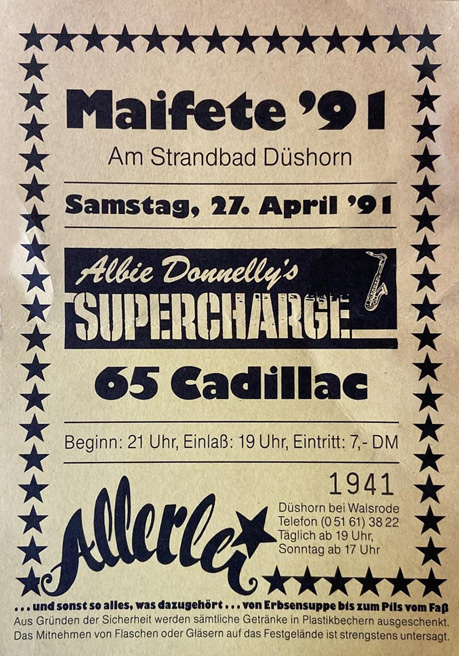 Maifete '91
Am Strandbad Düshorn
Samstag, 27. April '91
Albie Donnelly's
SUPERCHARGE
65 Cadillac
Beginn: 21 Uhr, Einlaß: 19 Uhr, Eintritt: 7,- DM
Allerlei
1941
Düshorn bei Walsrode
Telefon (0 51 61) 38 22
Täglich ab 19 Uhr,
Sonntag ab 17 Uhr
...und sonst so alles, was dazugehört...von Erbsensuppe bis zum Pils vom Faß
Aus Gründen der Sicherheit werden sämtliche Getränke in Plastikbechern ausgeschenkt.
Das Mitnehmen von Flaschen oder Gläsern auf das Festgelände ist strengstens untersagt.